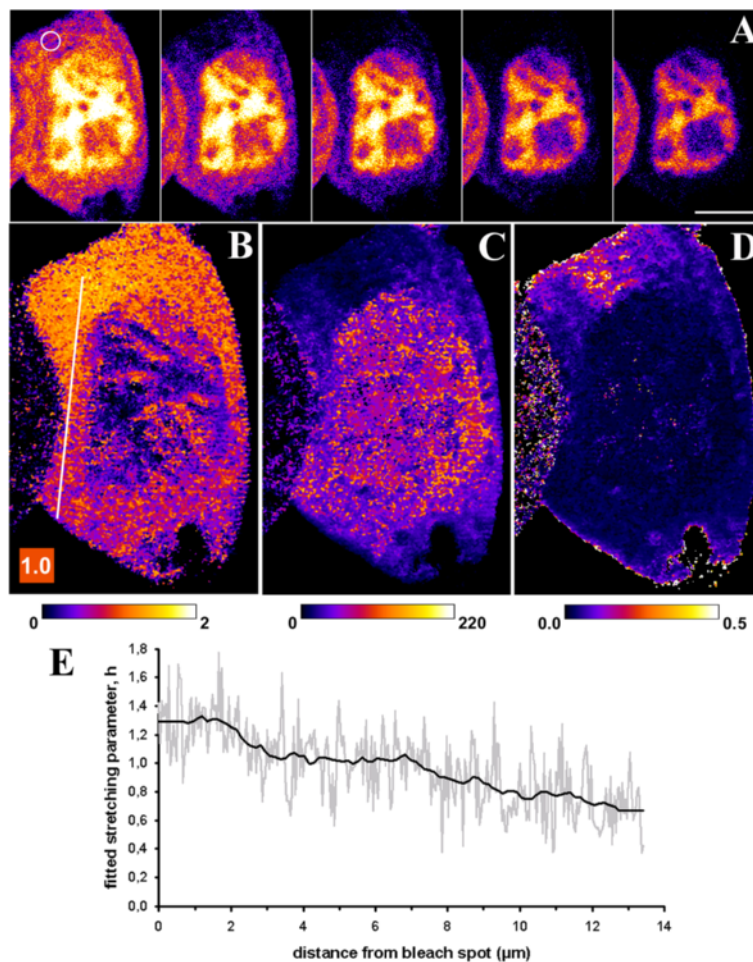 A
B
C
D
1.0
0
2
0
220
0.0
0.5
E
1,8
1,6
1,4
1,2
1,0
0,8
0,6
0,4
0,2
0,0
0 2 4 6 8 10 12 14
fitted stretching parameter, h
distance from bleach spot (µm)